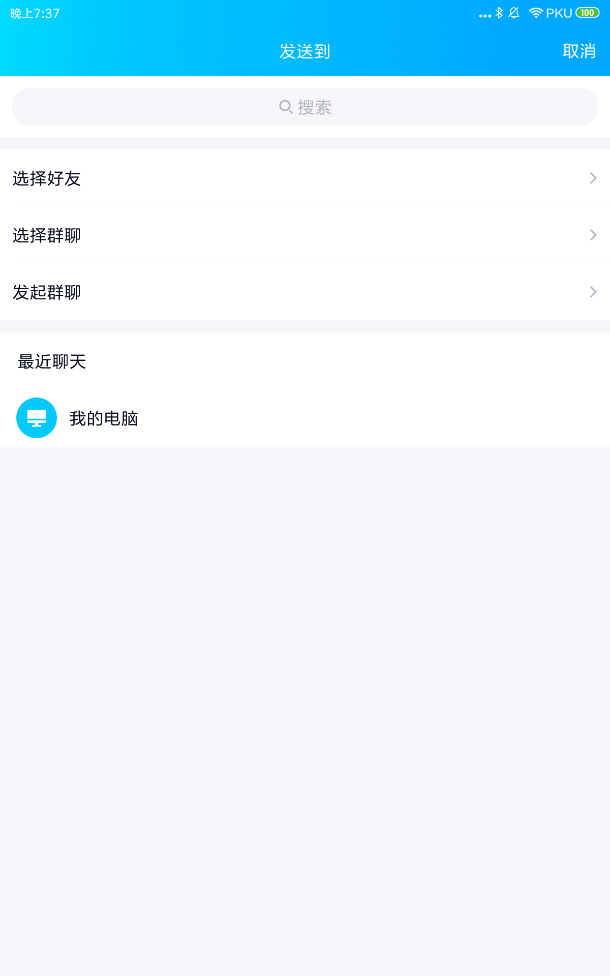 晚上7:37
PKU 100
发送到
取消
搜索
选择好友
选择群聊
发起群聊
最近聊天
我的电脑